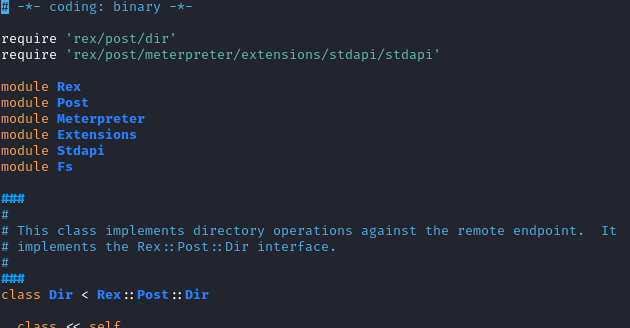 # -*- coding: binary -*-
require 'rex/post/dir'
require 'rex/post/meterpreter/extensions/stdapi/stdapi'
module Rex
module Post
module Meterpreter
module Extensions
module Stdapi
module Fs
###
#
# This class implements directory operations against the remote endpoint.  It
# implements the Rex::Post::Dir interface.
#
###
class Dir < Rex::Post::Dir
  class << self